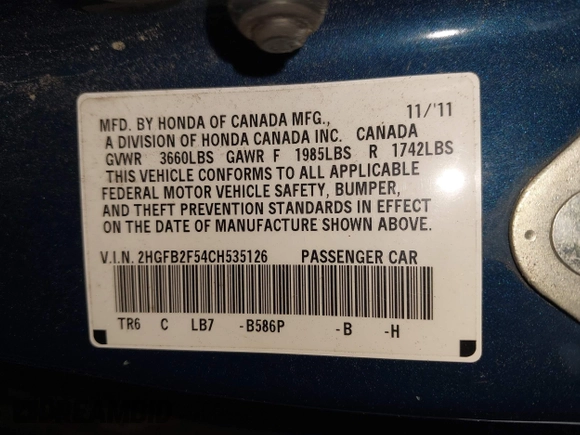 MFD. BY HONDA OF CANADA MFG., 11/'11
A DIVISION OF HONDA CANADA INC. CANADA
GVWR 3660LBS GAWR F 1985LBS R 1742LBS
THIS VEHICLE CONFORMS TO ALL APPLICABLE
FEDERAL MOTOR VEHICLE SAFETY, BUMPER,
AND THEFT PREVENTION STANDARDS IN EFFECT
ON THE DATE OF MANUFACTURE SHOWN ABOVE.
V.I.N. 2HGFB2F54CH535126 PASSENGER CAR
TR6 C LB7 -B586P -B -H